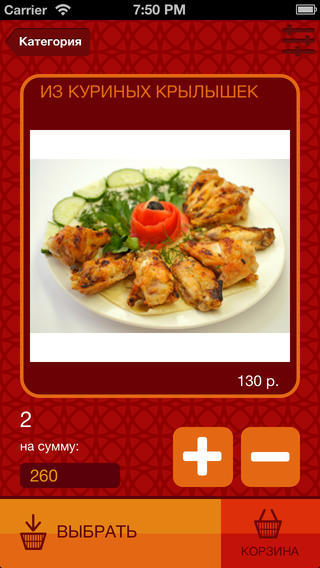 Carrier 7:50 PM
Категория
ИЗ КУРИНЫХ КРЫЛЫШЕК
130 р.
2
на сумму:
260
ВЫБРАТЬ
КОРЗИНА